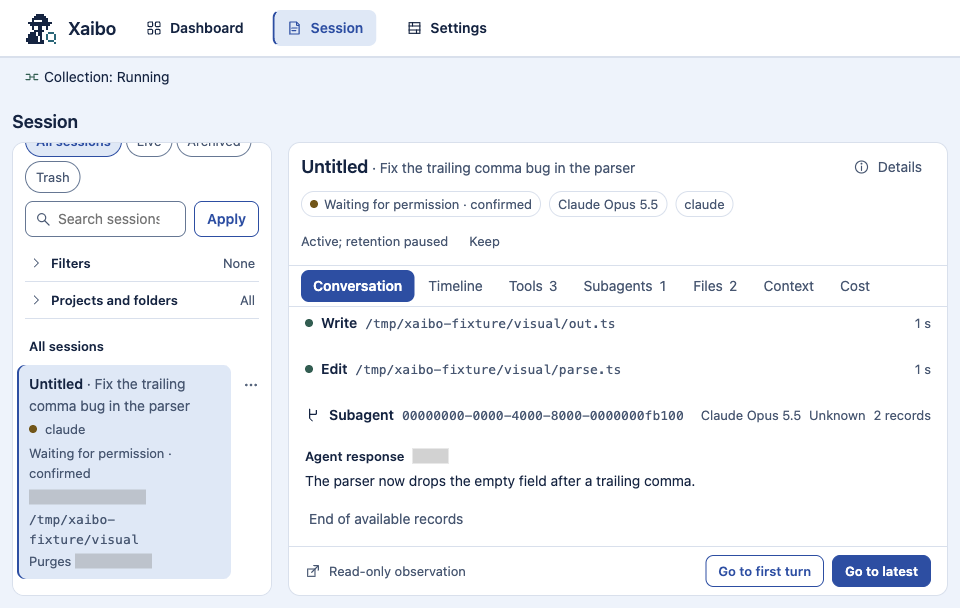 Xaibo
Dashboard
Session
Settings
Collection: Running
Session
All sessions
Live
Archived
Trash
Search sessions
Apply
Filters
None
Projects and folders
All
All sessions
Untitled · Fix the trailing
comma bug in the parser
claude
Waiting for permission ·
confirmed
/tmp/xaibo-
fixture/visual
Purges
Untitled · Fix the trailing comma bug in the parser
Details
Waiting for permission · confirmed
Claude Opus 5.5
claude
Active; retention paused
Keep
Conversation
Timeline
Tools 3
Subagents 1
Files 2
Context
Cost
Write /tmp/xaibo-fixture/visual/out.ts 1 s
Edit /tmp/xaibo-fixture/visual/parse.ts 1 s
Subagent 00000000-0000-4000-8000-0000000fb100 Claude Opus 5.5 Unknown 2 records
Agent response
The parser now drops the empty field after a trailing comma.
End of available records
Read-only observation
Go to first turn
Go to latest